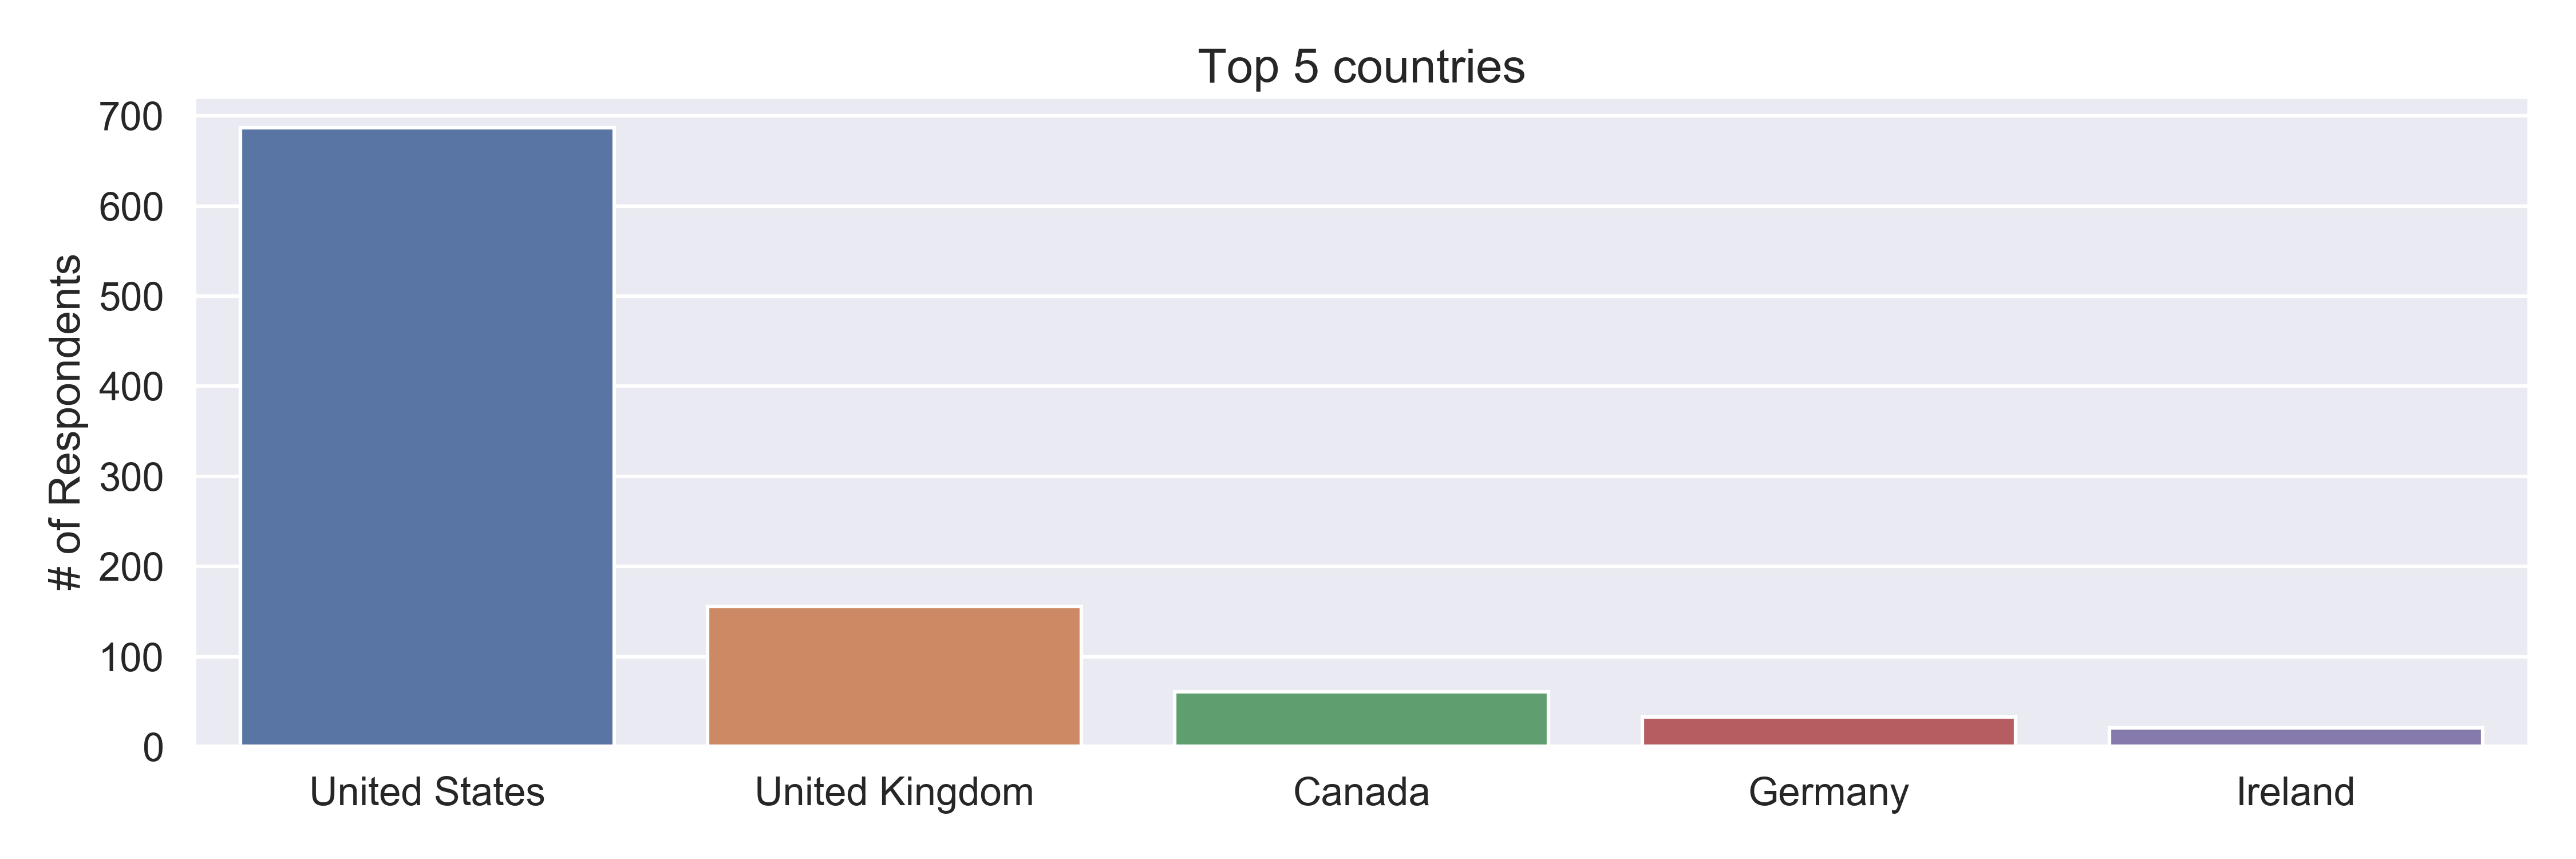 Top 5 countries
# of Respondents
700
600
500
400
300
200
100
0
United States
United Kingdom
Canada
Germany
Ireland